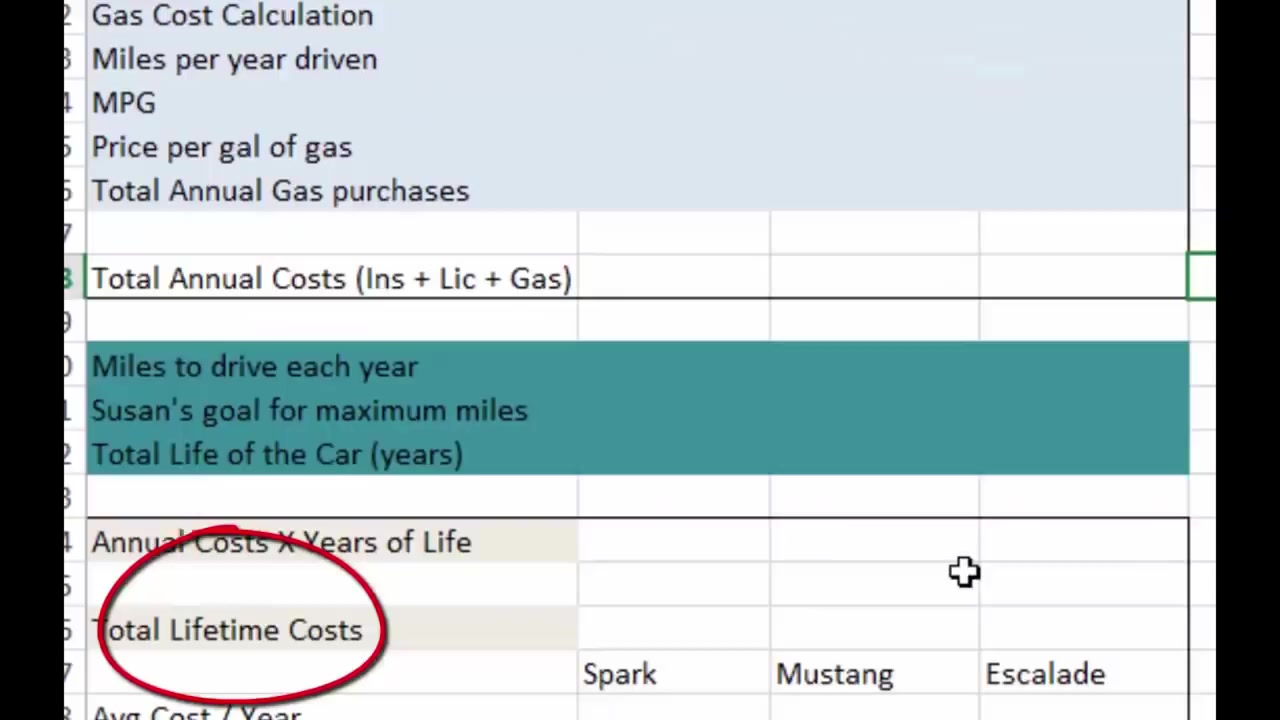 2 Gas Cost Calculation
3 Miles per year driven
4 MPG
5 Price per gal of gas
6 Total Annual Gas purchases
7
8 Total Annual Costs (Ins + Lic + Gas)
9
0 Miles to drive each year
1 Susan's goal for maximum miles
2 Total Life of the Car (years)
3
4 Annual Costs X Years of Life
5
6 Total Lifetime Costs
7 Spark Mustang Escalade
8 Avg Cost / Year